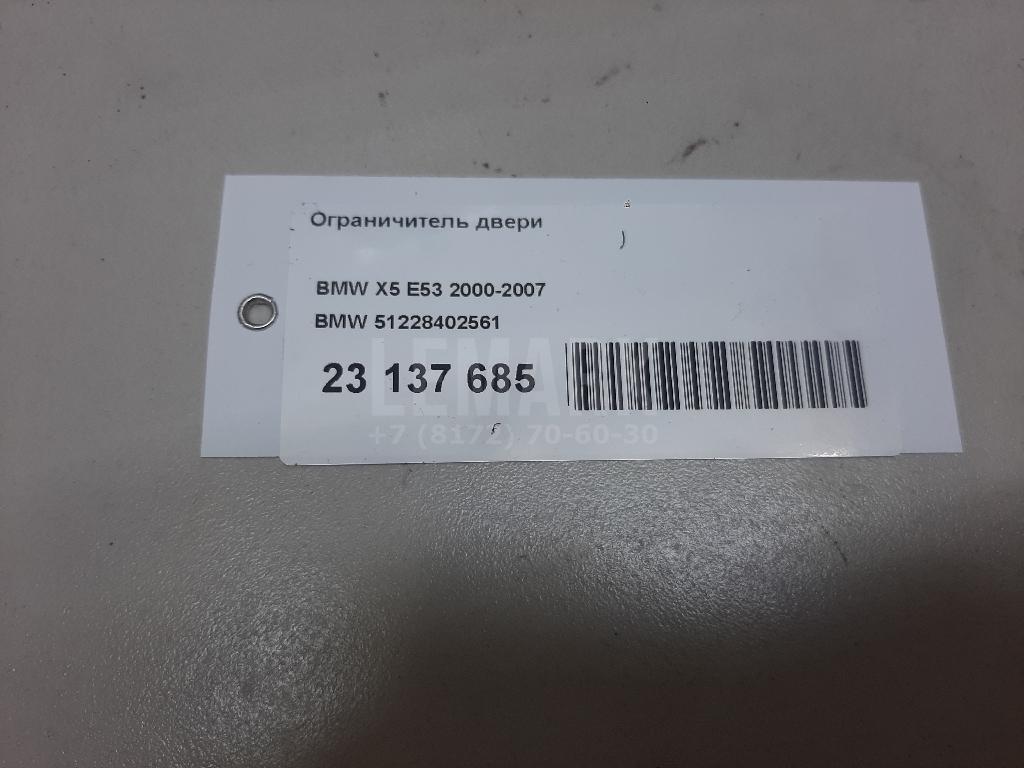 Ограничитель двери
BMW X5 E53 2000-2007
BMW 51228402561
23 137 685
+7 (8172) 70-60-30